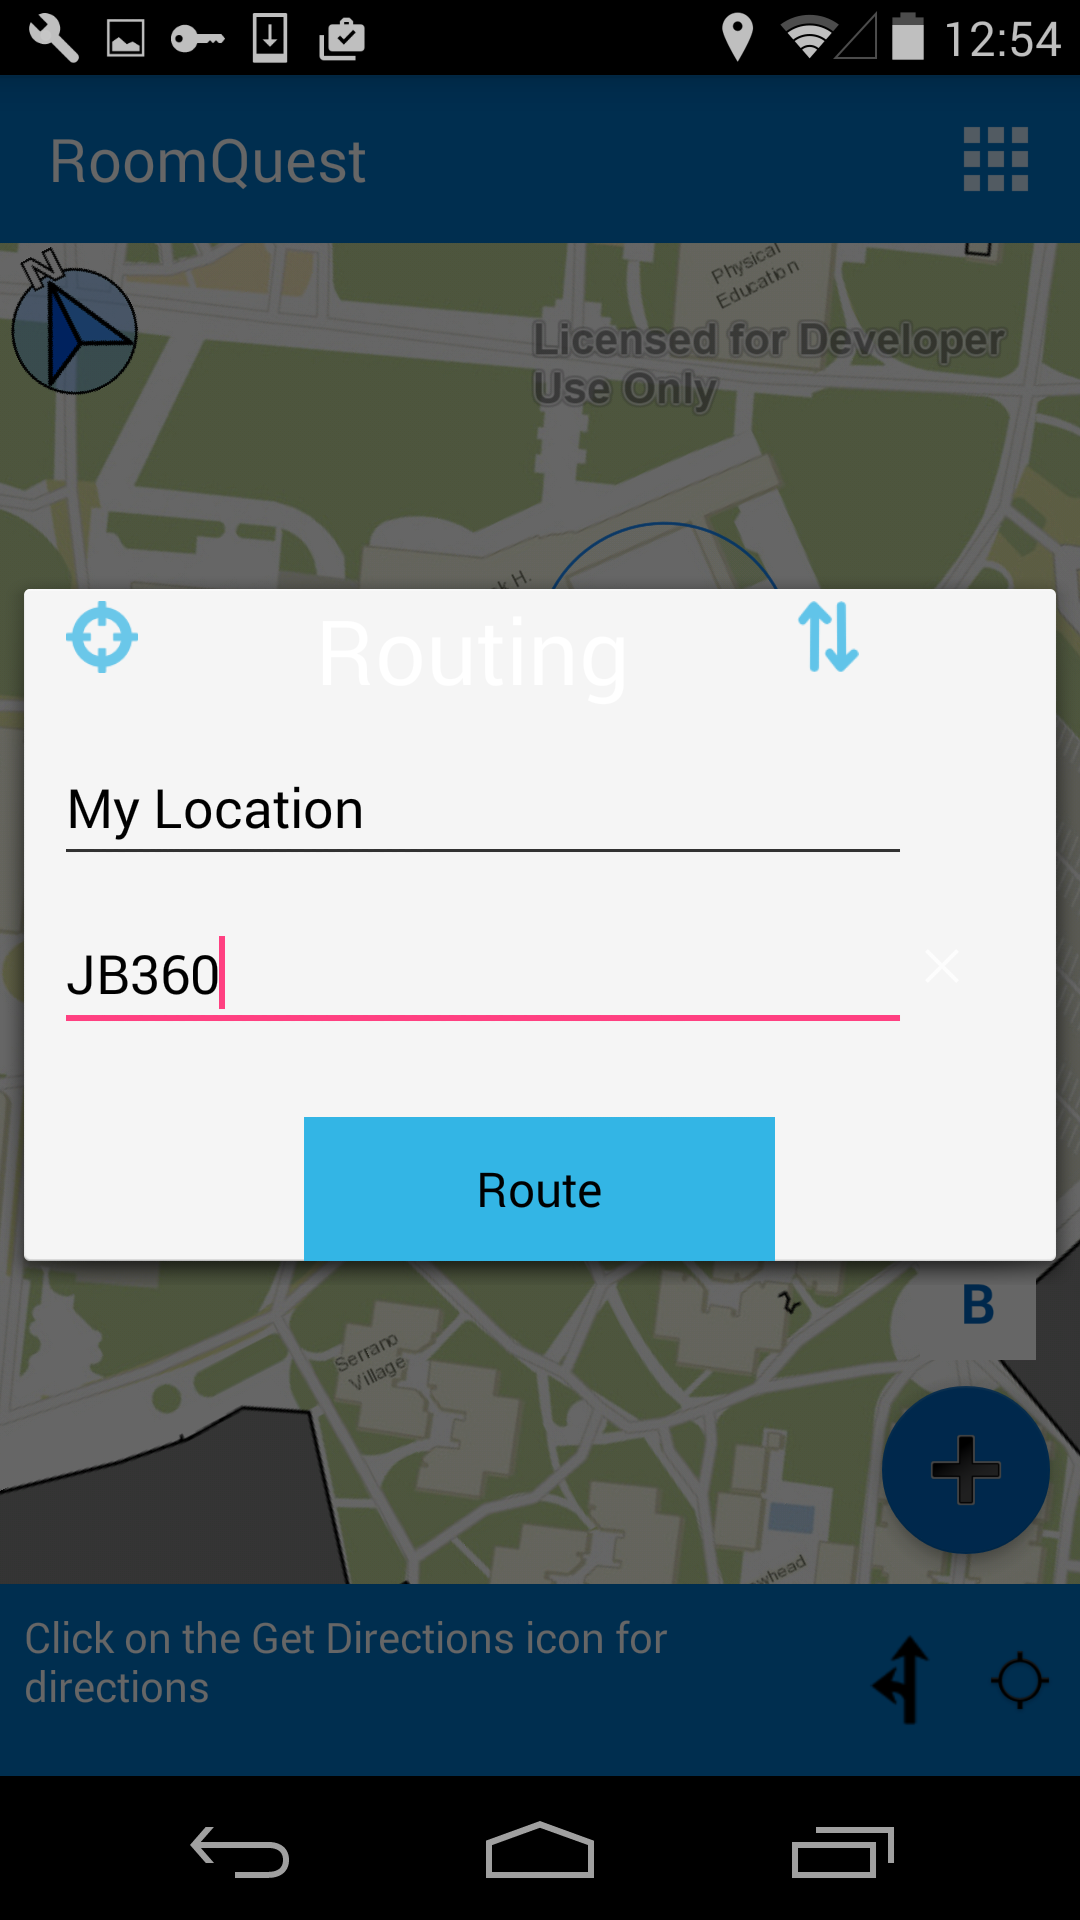 12:54
RoomQuest
N
Physical
Education
Licensed for Developer
Use Only
H.
Routing
My Location
JB360
Route
B
2
Serrano
Village
Click on the Get Directions icon for
directions